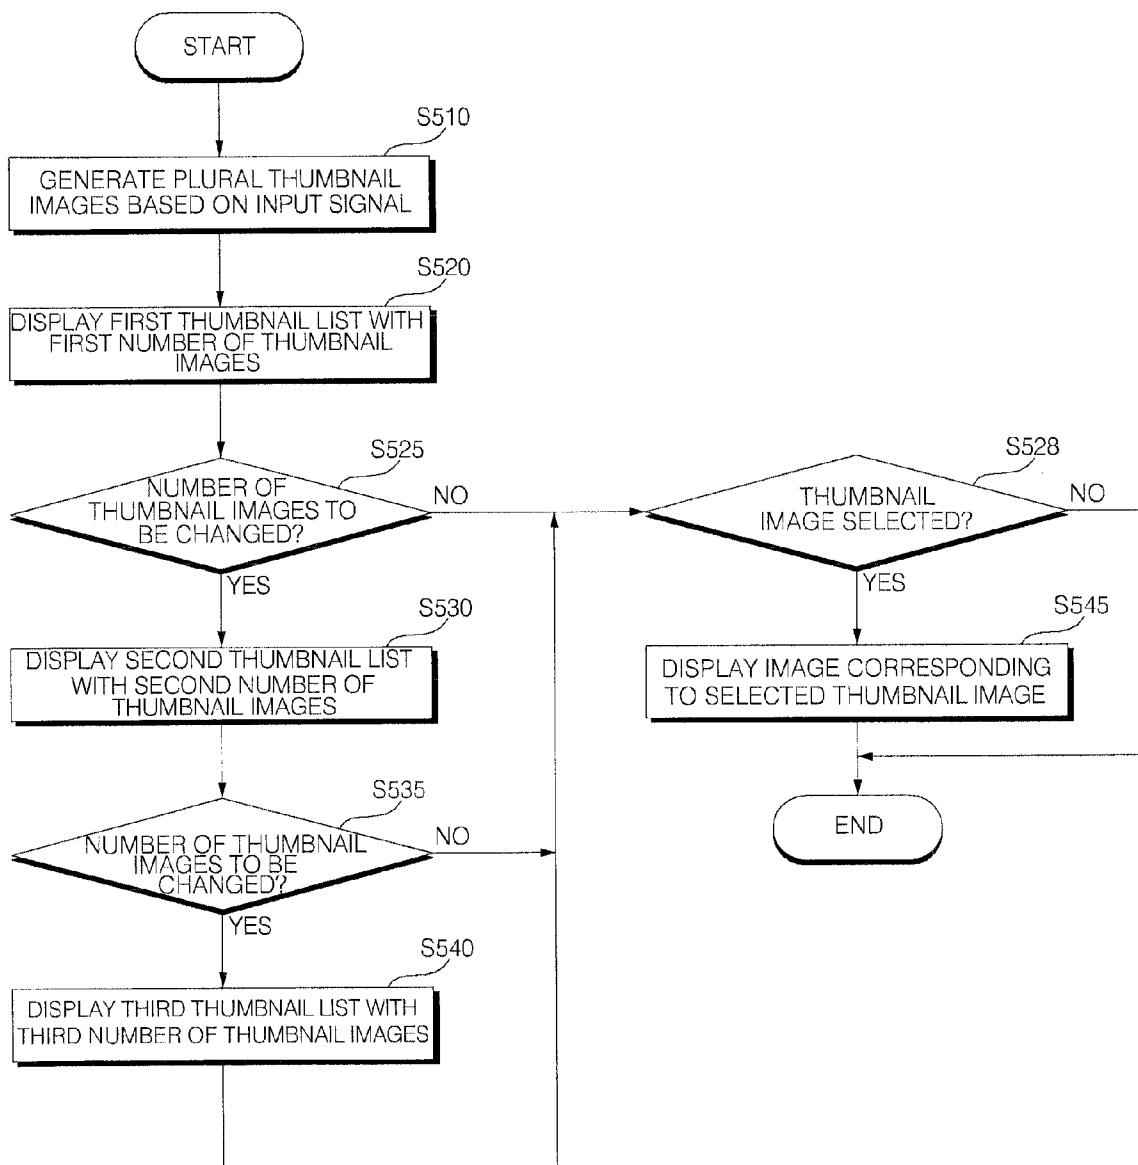 START
S510
GENERATE PLURAL THUMBNAIL
IMAGES BASED ON INPUT SIGNAL
S520
DISPLAY FIRST THUMBNAIL LIST WITH
FIRST NUMBER OF THUMBNAIL
IMAGES
S525
NUMBER OF
THUMBNAIL IMAGES TO
BE CHANGED?
NO
YES
S528
THUMBNAIL
IMAGE SELECTED?
NO
YES
S530
DISPLAY SECOND THUMBNAIL LIST
WITH SECOND NUMBER OF
THUMBNAIL IMAGES
S545
DISPLAY IMAGE CORRESPONDING
TO SELECTED THUMBNAIL IMAGE
S535
NUMBER OF THUMBNAIL
IMAGES TO BE
CHANGED?
NO
YES
END
S540
DISPLAY THIRD THUMBNAIL LIST WITH
THIRD NUMBER OF THUMBNAIL IMAGES